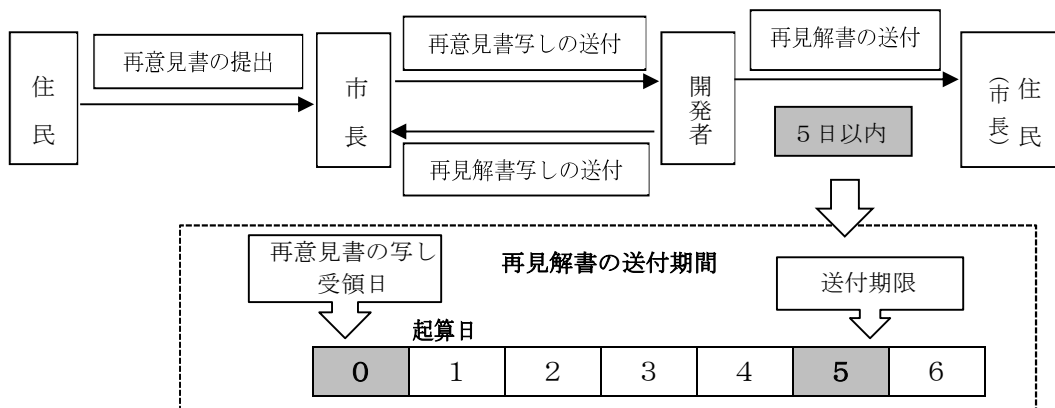 再意見書の提出
再意見書写しの送付
再見解書の送付
住民
市長
開発者
住民
（市長）
5日以内
再見解書写しの送付
再意見書の写し
受領日
再見解書の送付期間
送付期限
起算日
0 1 2 3 4 5 6